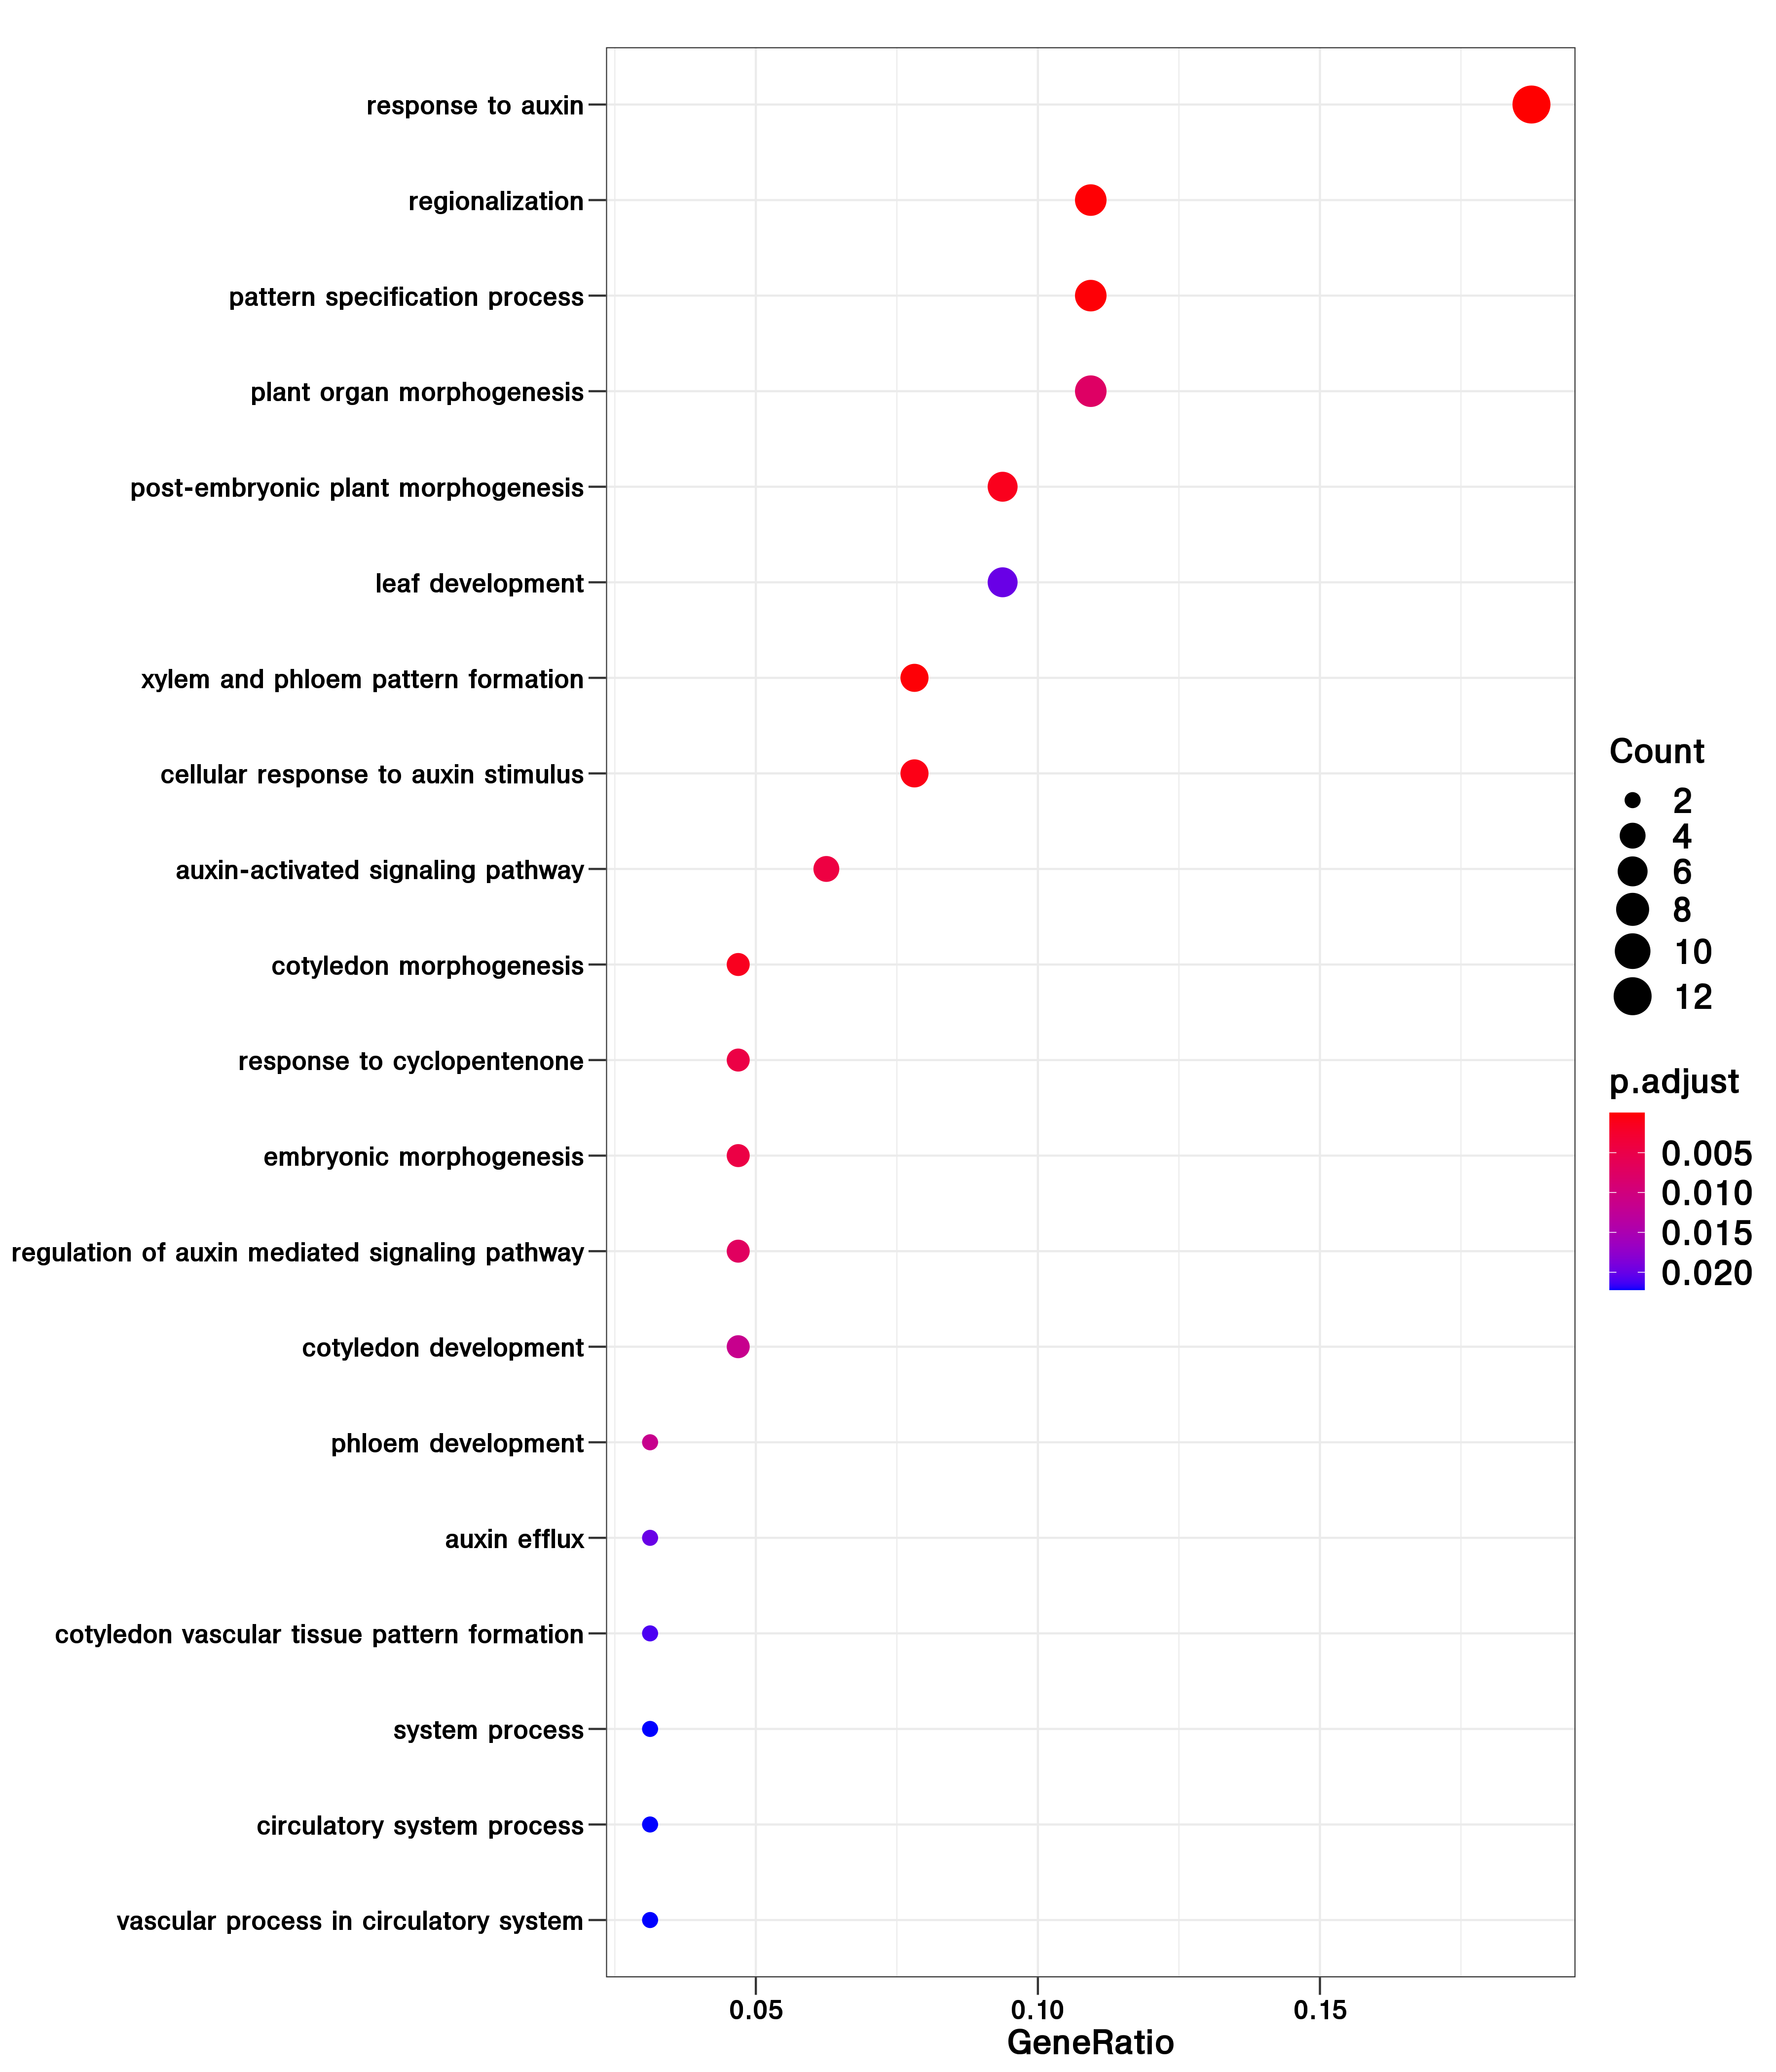 response to auxin
regionalization
pattern specification process
plant organ morphogenesis
post-embryonic plant morphogenesis
leaf development
xylem and phloem pattern formation
cellular response to auxin stimulus
auxin-activated signaling pathway
cotyledon morphogenesis
response to cyclopentenone
embryonic morphogenesis
regulation of auxin mediated signaling pathway
cotyledon development
phloem development
auxin efflux
cotyledon vascular tissue pattern formation
system process
circulatory system process
vascular process in circulatory system
0.05 0.10 0.15
GeneRatio
Count
2
4
6
8
10
12
p.adjust
0.005
0.010
0.015
0.020